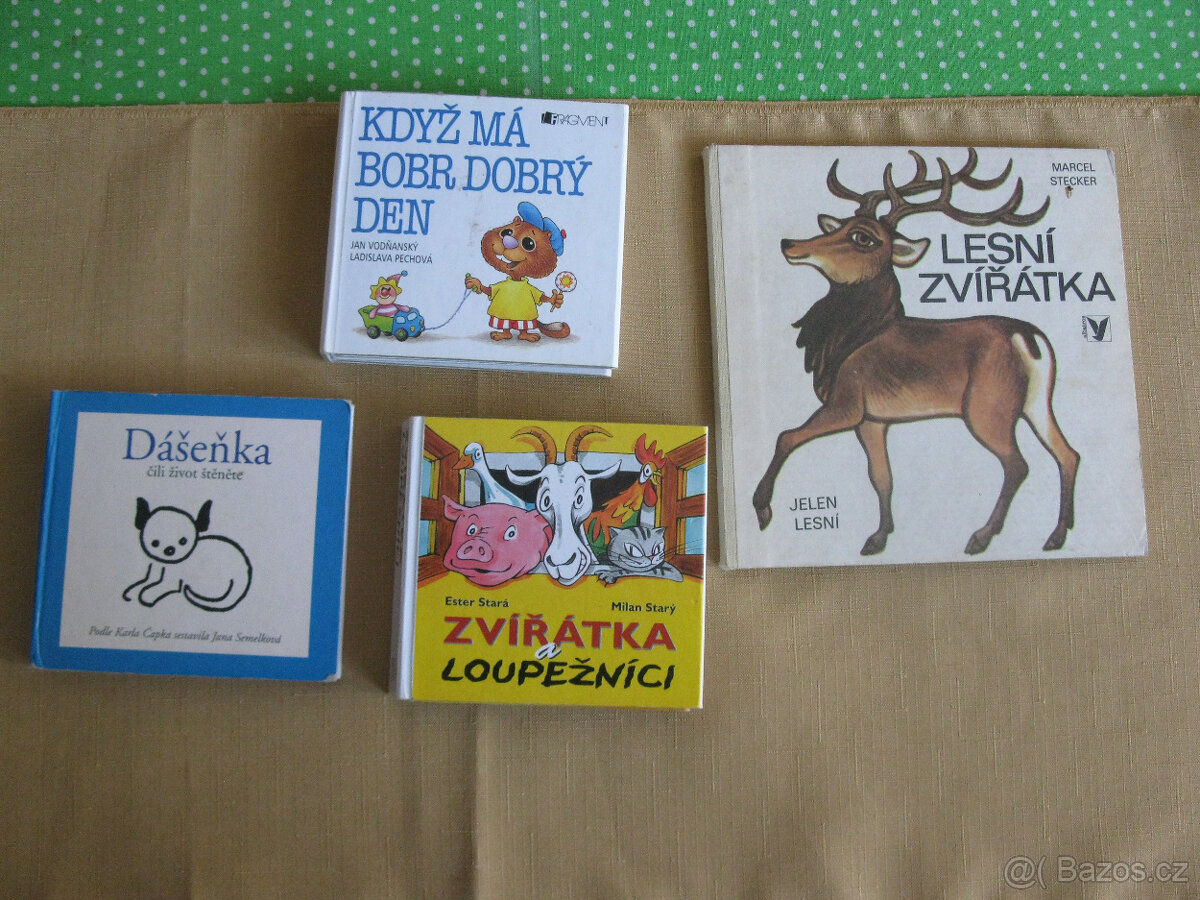 KDYŽ MÁ
BOBR DOBRÝ
DEN
FRAGMENT
JAN VODŇANSKÝ
LADISLAVA PECHOVÁ
MARCEL
STECKER
LESNÍ
ZVÍŘÁTKA
albatros
JELEN
LESNÍ
Dášeňka
čili život štěněte
Podle Karla Čapka sestavila Jana Semelková
Ester Stará
Milan Starý
ZVÍŘÁTKA
a
LOUPEŽNÍCI
@( Bazos.cz